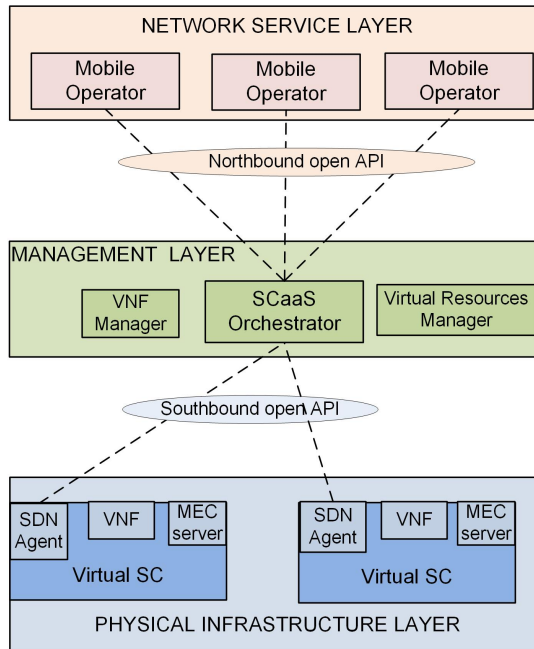 NETWORK SERVICE LAYER
Mobile Operator
Mobile Operator
Mobile Operator
Northbound open API
MANAGEMENT LAYER
VNF Manager
SCaaS Orchestrator
Virtual Resources Manager
Southbound open API
SDN Agent
VNF
MEC server
Virtual SC
SDN Agent
VNF
MEC server
Virtual SC
PHYSICAL INFRASTRUCTURE LAYER